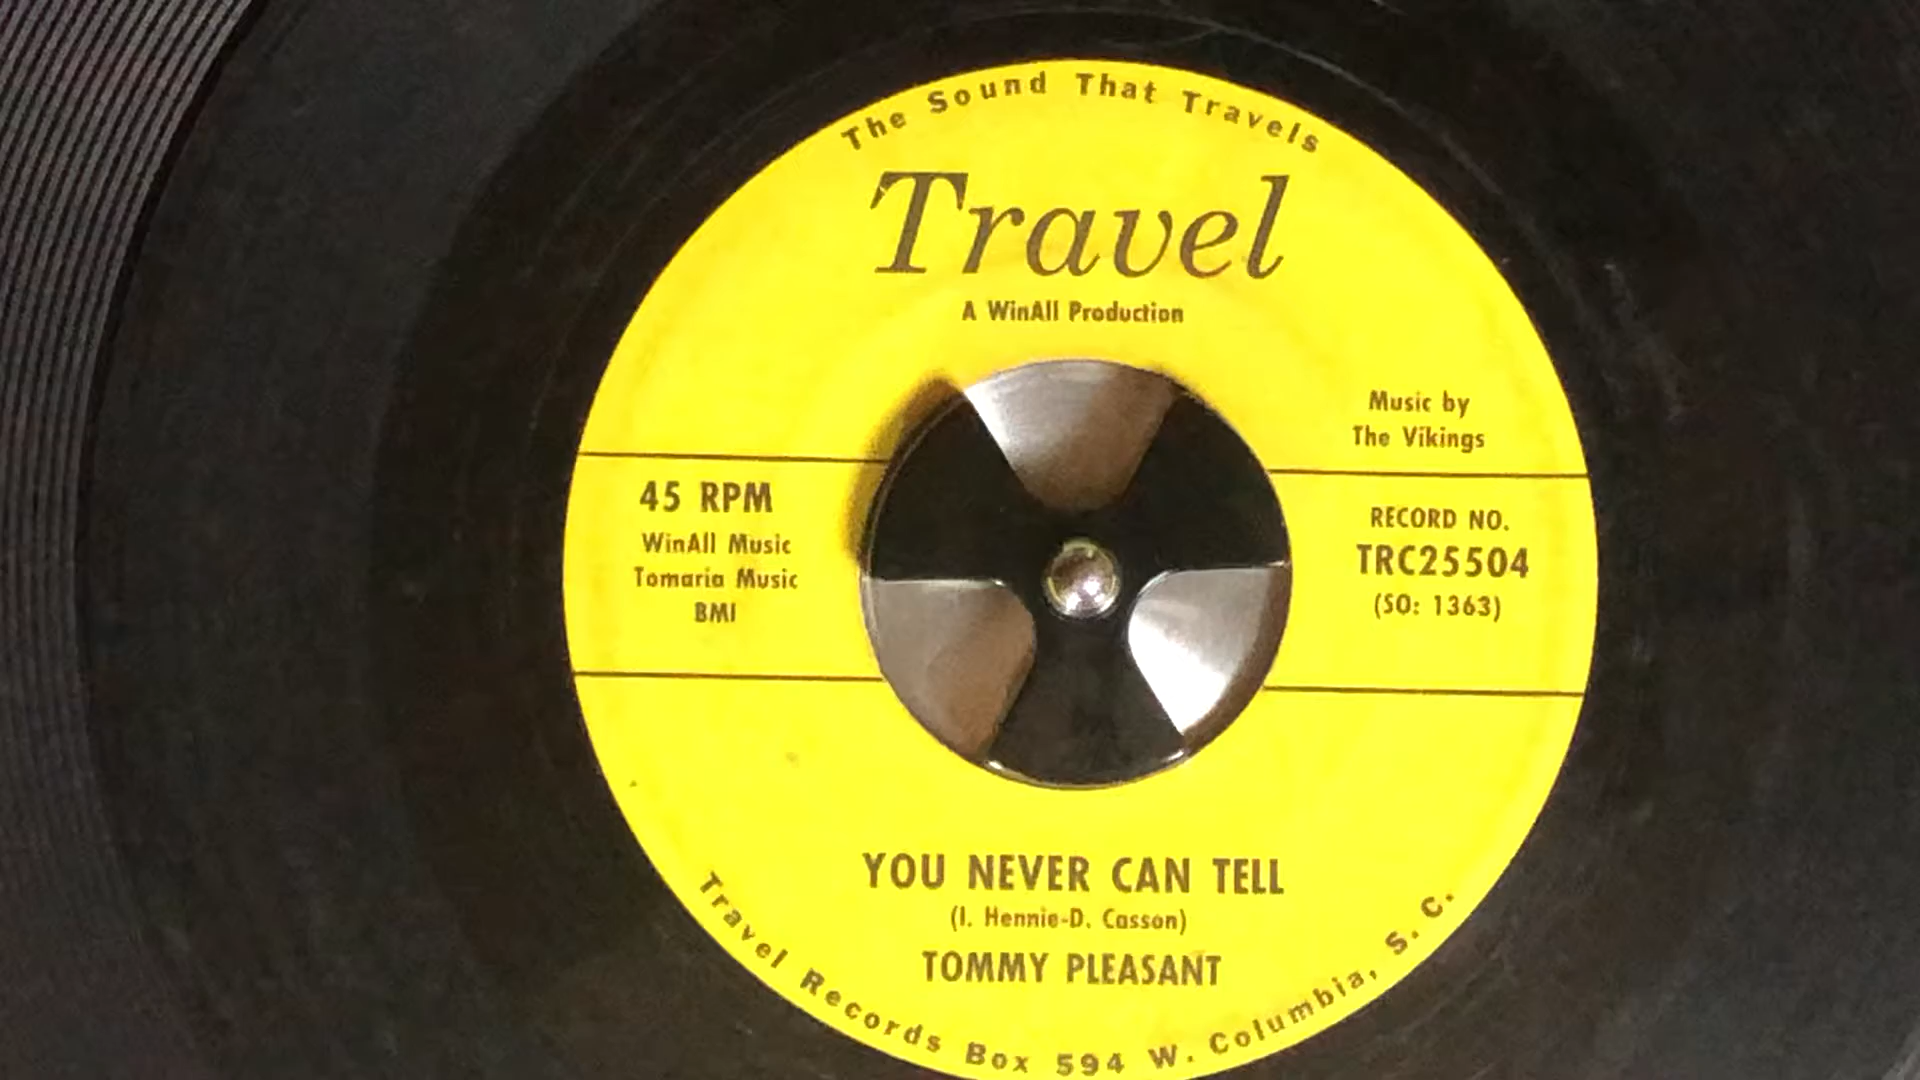 The Sound That Travels
Travel
A WinAll Production
Music by
The Vikings
45 RPM
WinAll Music
Tomaria Music
BMI
RECORD NO.
TRC25504
(SO: 1363)
YOU NEVER CAN TELL
(I. Hennie-D. Casson)
TOMMY PLEASANT
Travel Records Box 594 W. Columbia, S. C.